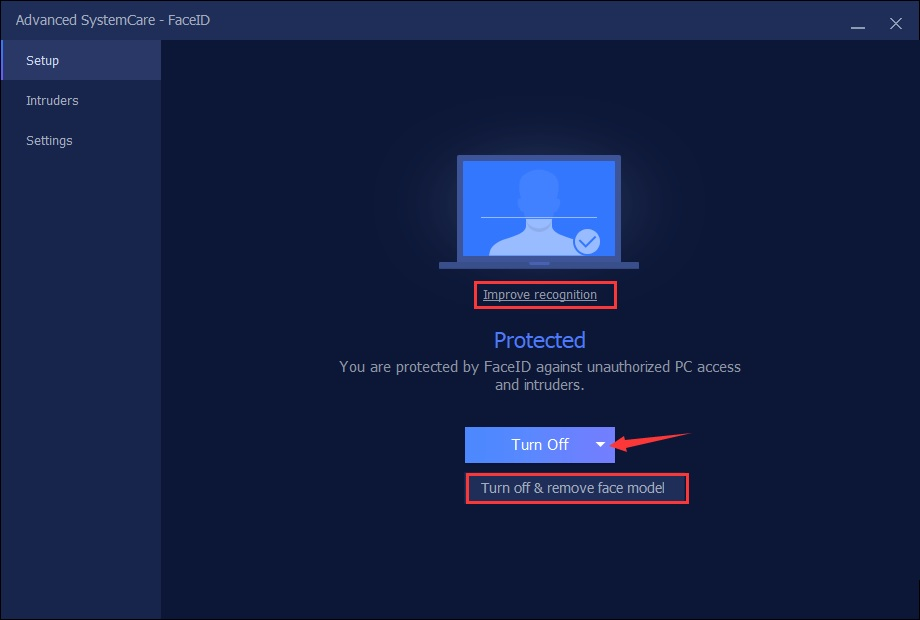 Advanced SystemCare - FaceID
Setup
Intruders
Settings
Improve recognition
Protected
You are protected by FaceID against unauthorized PC access
and intruders.
Turn Off
Turn off & remove face model